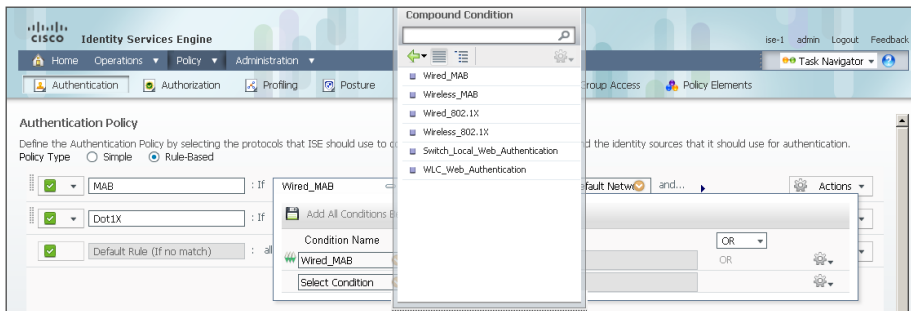 Compound Condition
CISCO Identity Services Engine
ise-1 admin Logout Feedback
Home Operations Policy Administration
Task Navigator
Authentication Authorization Profiling Posture
Group Access Policy Elements
Wired_MAB
Wireless_MAB
Wired_802.1X
Wireless_802.1X
Switch_Local_Web_Authentication
WLC_Web_Authentication
Authentication Policy
Define the Authentication Policy by selecting the protocols that ISE should use to
d the identity sources that it should use for authentication.
Policy Type Simple Rule-Based
MAB : If Wired_MAB
fault Netwo and... Actions
Dot1X : If
Add All Conditions
Default Rule (If no match) : all
Condition Name
OR
Wired_MAB
OR
Select Condition